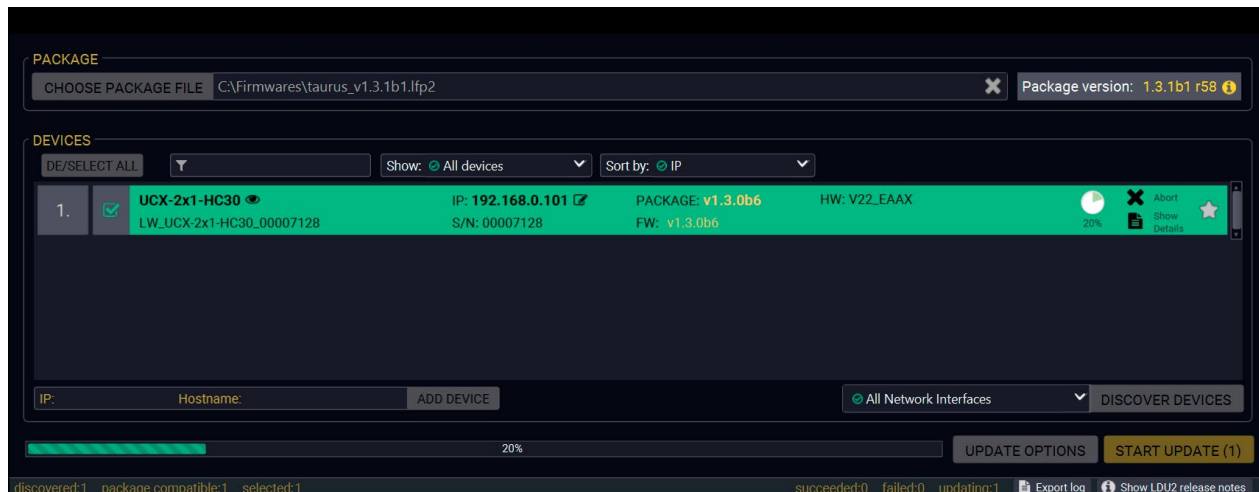 PACKAGE
CHOOSE PACKAGE FILE C:\Firmwares\taurus_v1.3.1b1.lfp2 Package version: 1.3.1b1 r58
DEVICES
DE/SELECT ALL Show: All devices Sort by: IP
1. UCX-2x1-HC30 IP: 192.168.0.101 PACKAGE: v1.3.0b6 HW: V22_EAAX Abort
LW_UCX-2x1-HC30_00007128 S/N: 00007128 FW: v1.3.0b6 20% Show Details
IP: Hostname: ADD DEVICE All Network Interfaces DISCOVER DEVICES
20% UPDATE OPTIONS START UPDATE (1)
discovered:1 package compatible:1 selected:1 succeeded:0 failed:0 updating:1 Export log Show LDU2 release notes